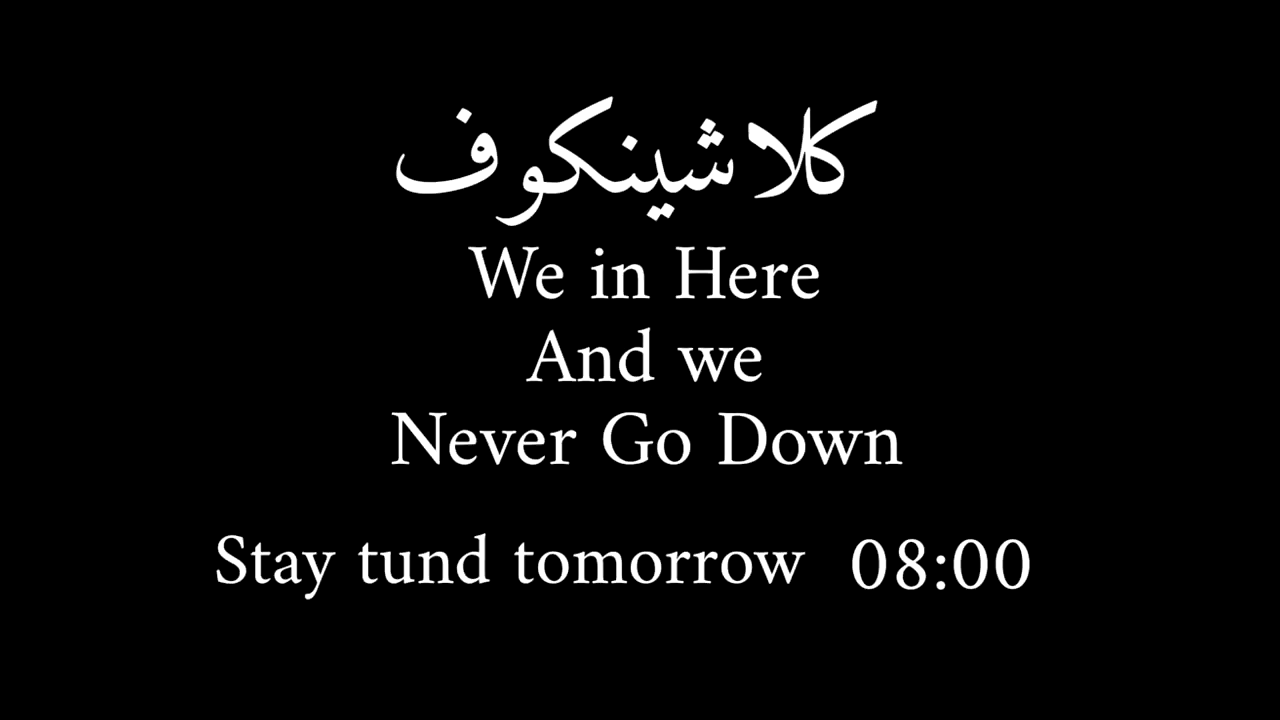 كلاشينكوف
We in Here
And we
Never Go Down
Stay tund tomorrow 08:00